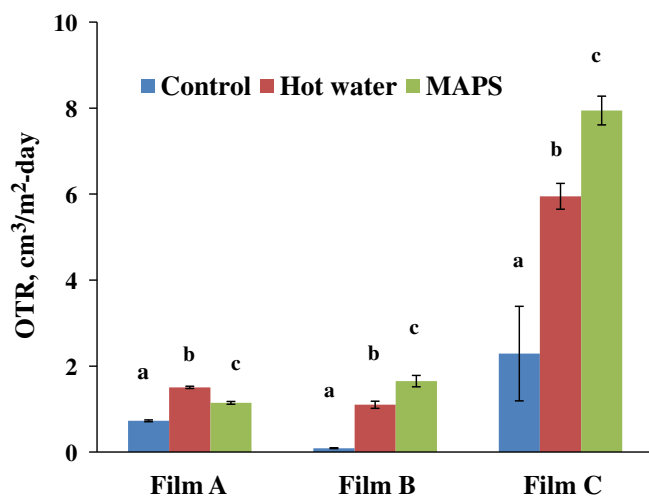 10
Control Hot water MAPS
c
8
b
6
a
4
c
b
2
b
a
c
a
0
Film A Film B Film C
OTR, cm³/m²-day